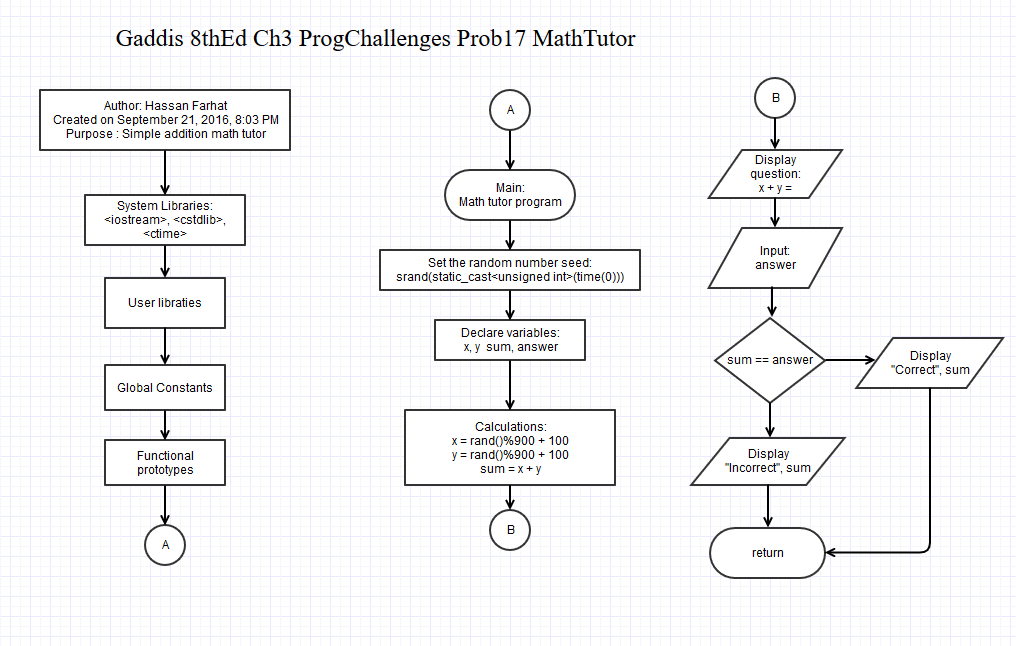 Gaddis 8thEd Ch3 ProgChallenges Prob17 MathTutor
Author: Hassan Farhat
Created on September 21, 2016, 8:03 PM
Purpose : Simple addition math tutor
System Libraries:
<iostream>, <cstdlib>,
<ctime>
User libraties
Global Constants
Functional
prototypes
A
A
Main:
Math tutor program
Set the random number seed:
srand(static_cast<unsigned int>(time(0)))
Declare variables:
x, y sum, answer
Calculations:
x = rand()%900 + 100
y = rand()%900 + 100
sum = x + y
B
B
Display
question:
x + y =
Input:
answer
sum == answer
Display
"Correct", sum
Display
"Incorrect", sum
return